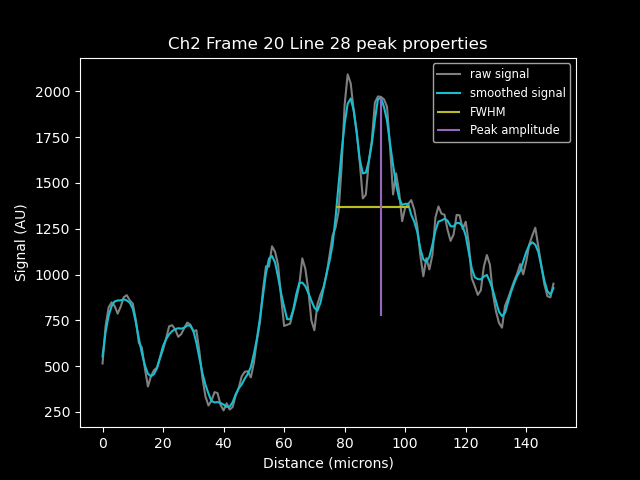 Ch2 Frame 20 Line 28 peak properties
raw signal
smoothed signal
FWHM
Peak amplitude
Signal (AU)
2000
1750
1500
1250
1000
750
500
250
0 20 40 60 80 100 120 140
Distance (microns)